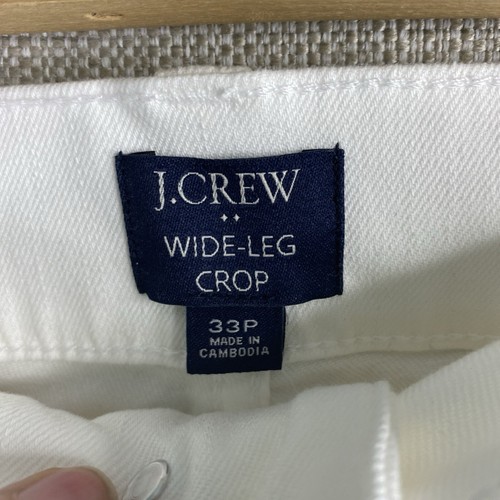 J.CREW
WIDE-LEG
CROP
33P
MADE IN
CAMBODIA